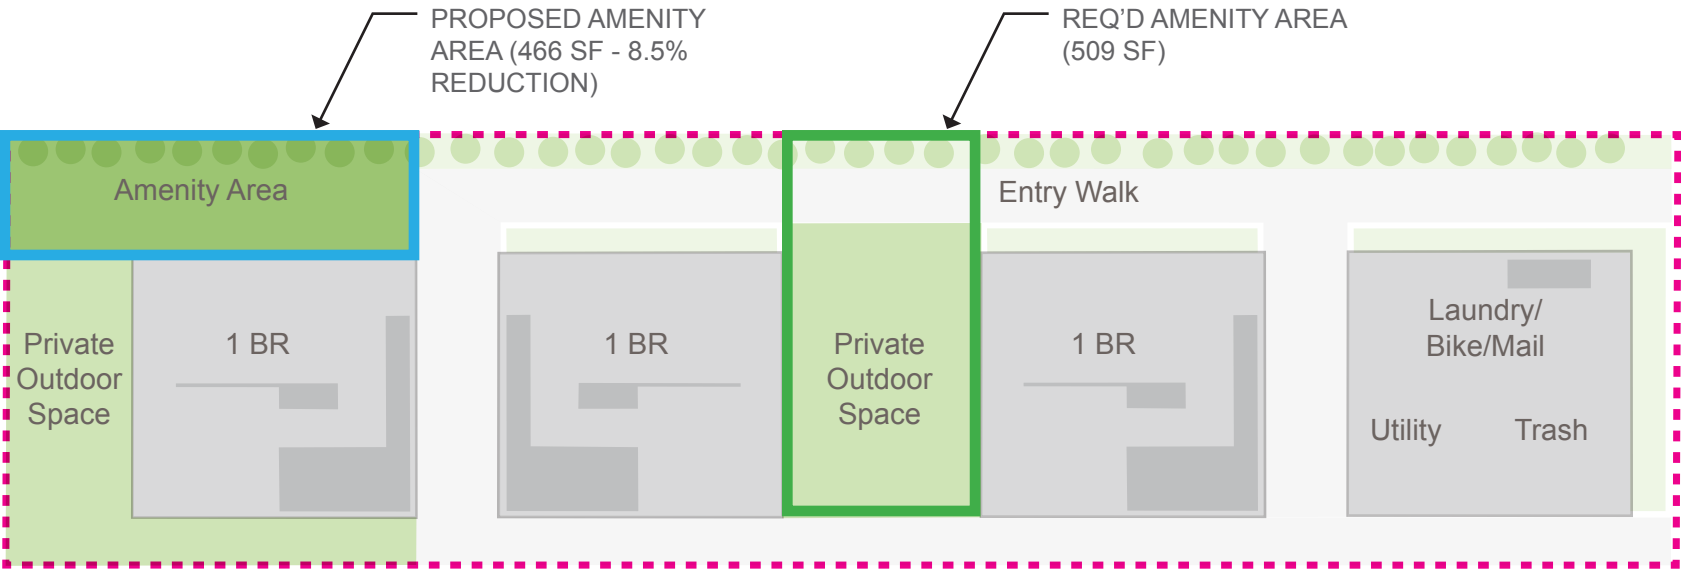 PROPOSED AMENITY
AREA (466 SF - 8.5%
REDUCTION)
REQ'D AMENITY AREA
(509 SF)
Amenity Area
Entry Walk
Private
Outdoor
Space
1 BR
1 BR
Private
Outdoor
Space
1 BR
Laundry/
Bike/Mail
Utility
Trash